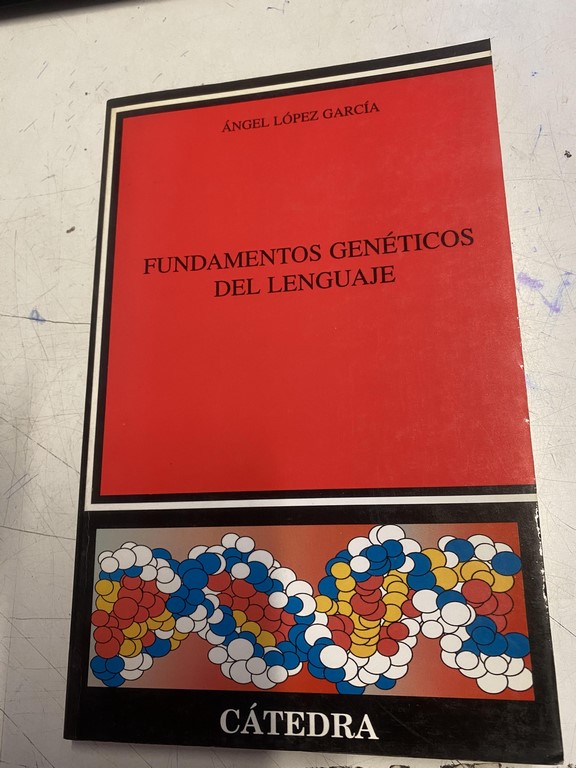 ÁNGEL LÓPEZ GARCÍA
FUNDAMENTOS GENÉTICOS
DEL LENGUAJE
CÁTEDRA